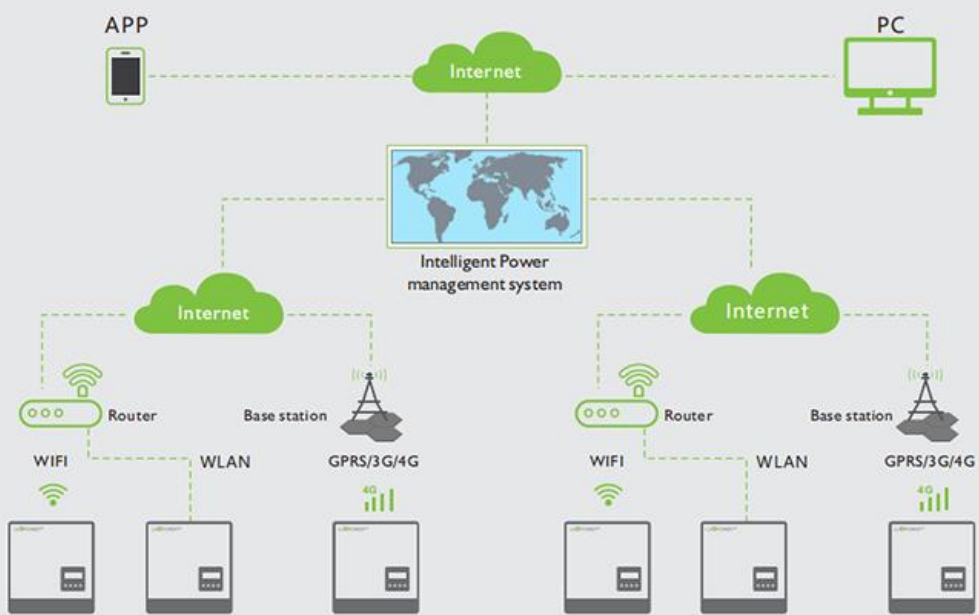 APP
PC
Internet
Intelligent Power
management system
Internet
Internet
Router
Base station
Router
Base station
WIFI
WLAN
GPRS/3G/4G
WIFI
WLAN
GPRS/3G/4G
4G
4G